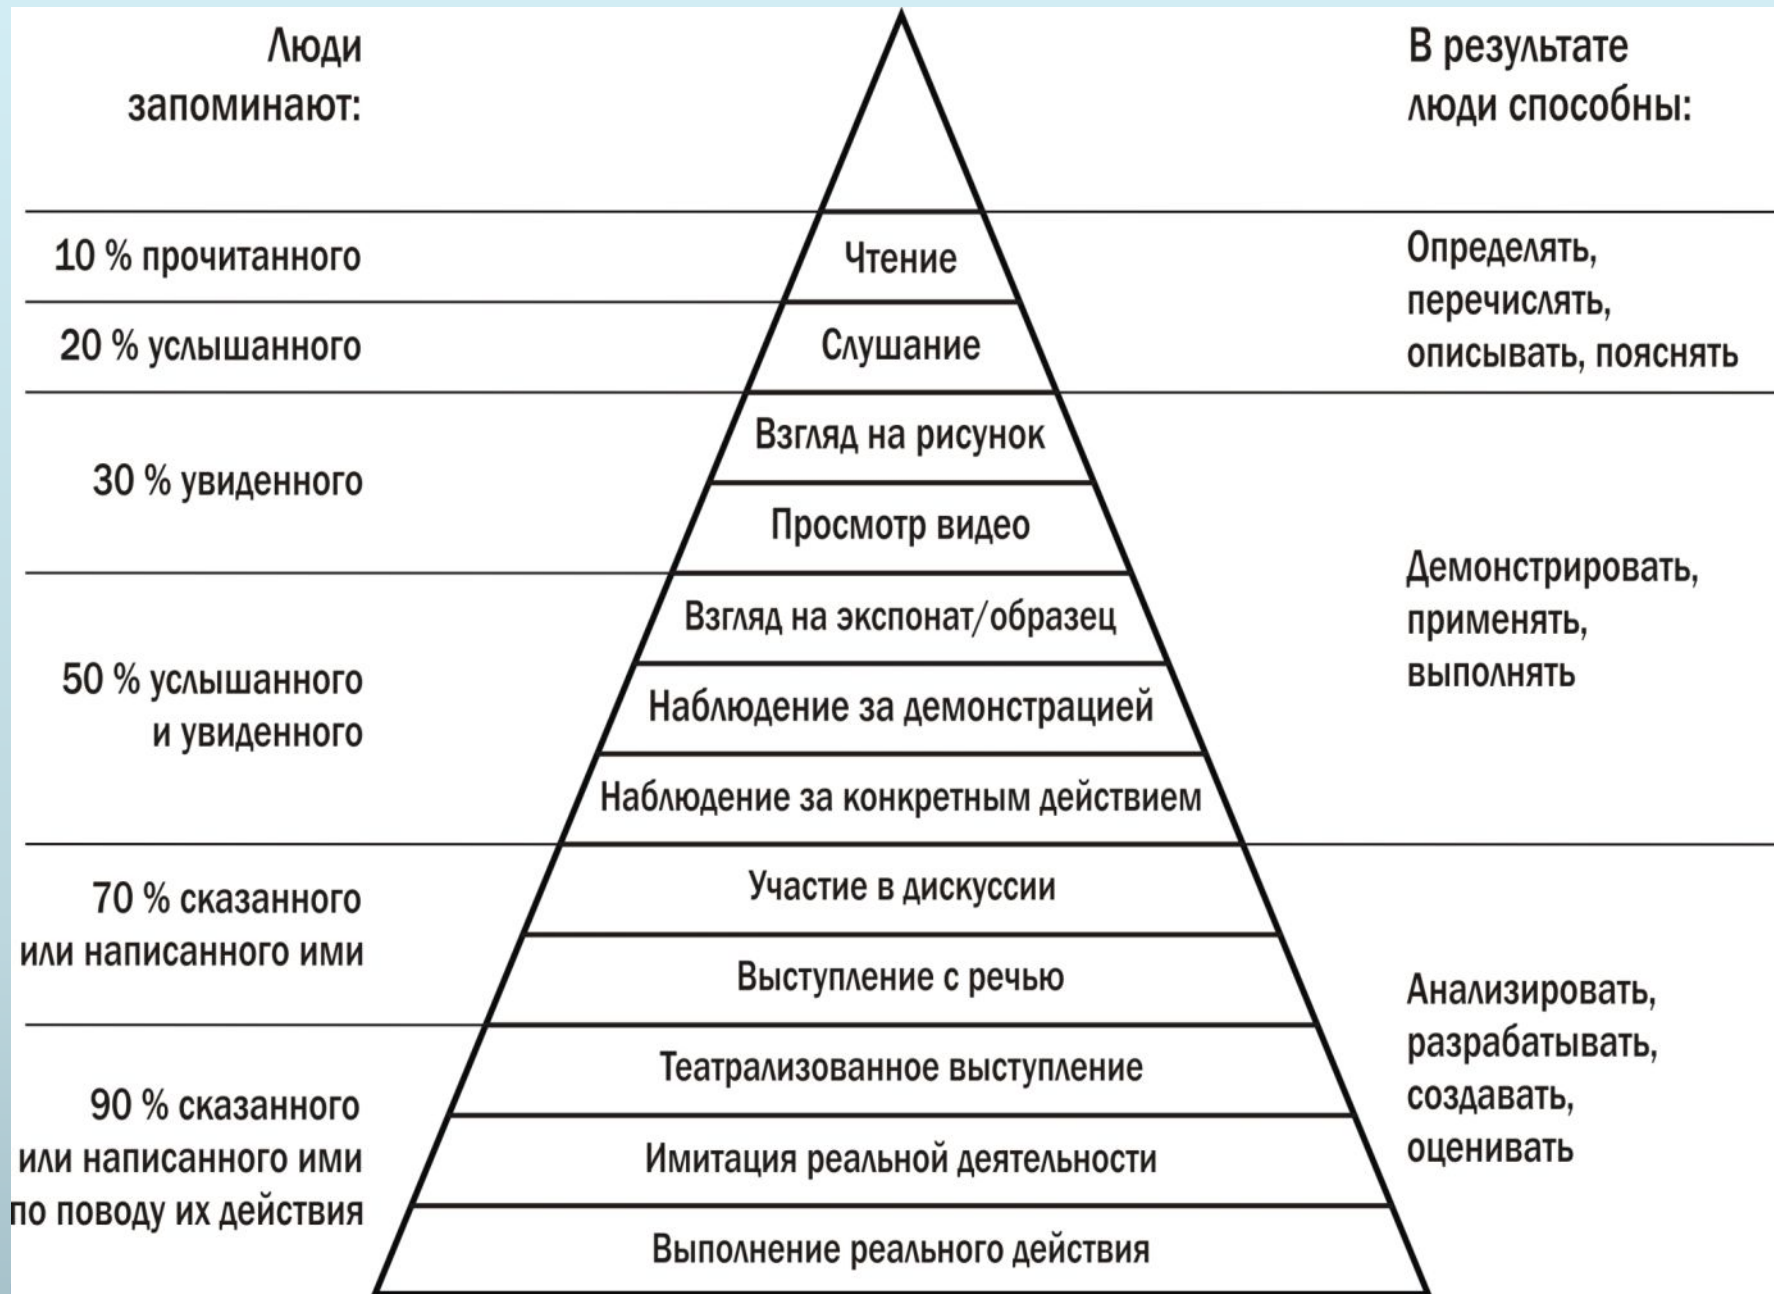 Люди
запоминают:
В результате
люди способны:
10 % прочитанного
Чтение
Определять,
перечислять,
описывать, пояснять
20 % услышанного
Слушание
30 % увиденного
Взгляд на рисунок
Просмотр видео
Демонстрировать,
применять,
выполнять
50 % услышанного
и увиденного
Взгляд на экспонат/образец
Наблюдение за демонстрацией
Наблюдение за конкретным действием
70 % сказанного
или написанного ими
Участие в дискуссии
Выступление с речью
Анализировать,
разрабатывать,
создавать,
оценивать
90 % сказанного
или написанного ими
по поводу их действия
Театрализованное выступление
Имитация реальной деятельности
Выполнение реального действия